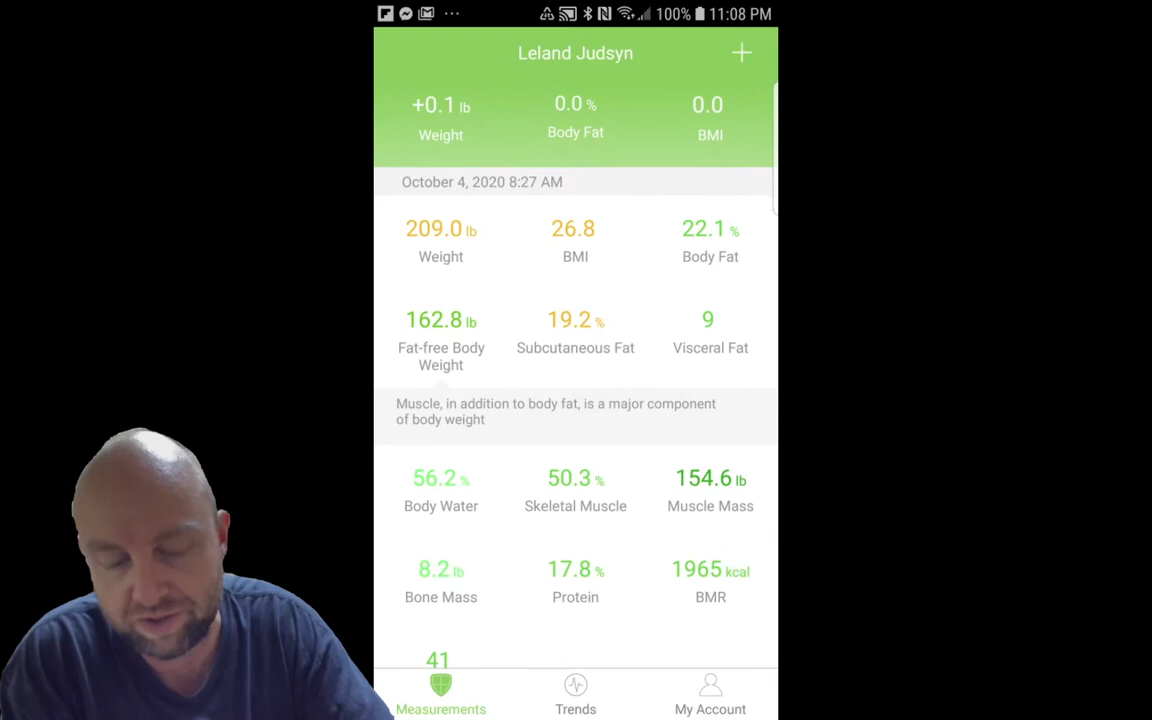 ··· 100% 11:08 PM
Leland Judsyn +
+0.1 lb 0.0 % 0.0
Weight Body Fat BMI
October 4, 2020 8:27 AM
209.0 lb 26.8 22.1 %
Weight BMI Body Fat
162.8 lb 19.2 % 9
Fat-free Body Subcutaneous Fat Visceral Fat
Weight
Muscle, in addition to body fat, is a major component
of body weight
56.2 % 50.3 % 154.6 lb
Body Water Skeletal Muscle Muscle Mass
8.2 lb 17.8 % 1965 kcal
Bone Mass Protein BMR
41
Measurements Trends My Account